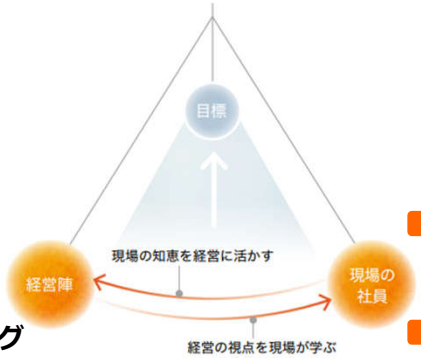 目標
現場の知恵を経営に活かす
経営陣
現場の
社員
グ
経営の視点を現場が学ぶ